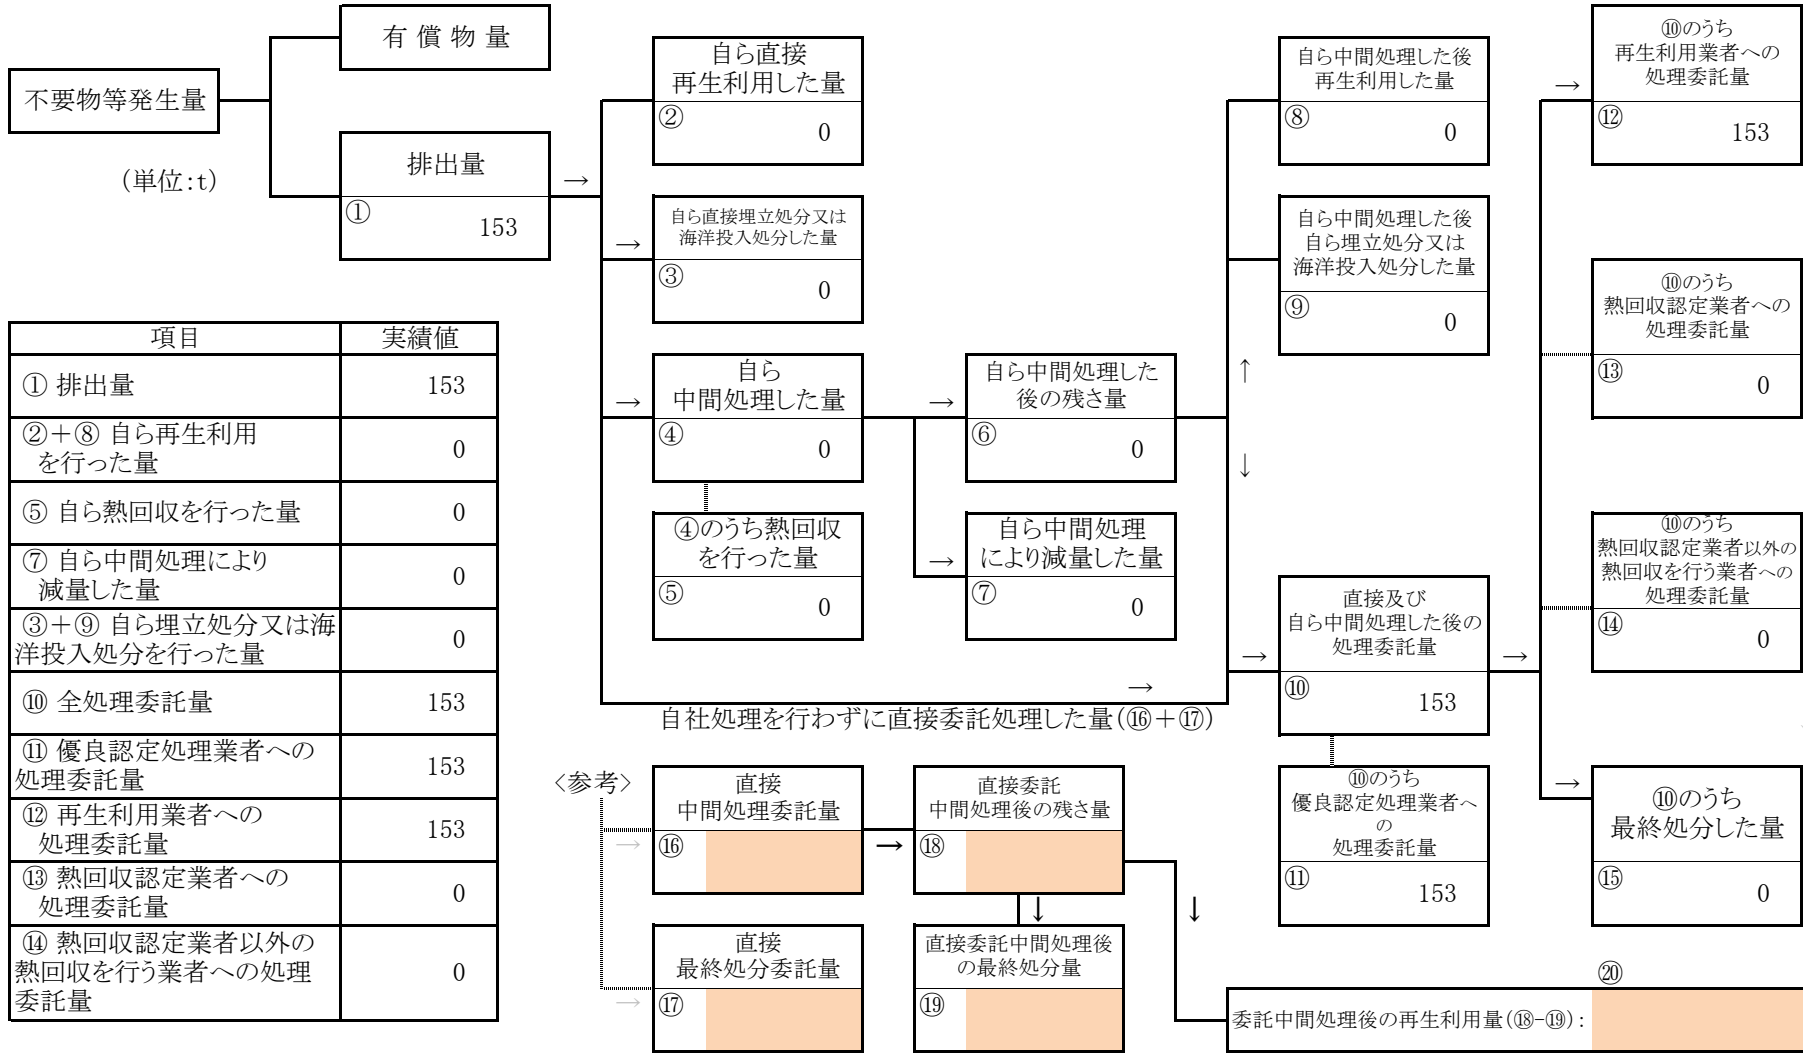 不要物等発生量
(単位:t)
有 償 物 量
排出量
①
153
→
自ら直接
再生利用した量
②
0
→
自ら直接埋立処分又は
海洋投入処分した量
③
0
→
自ら
中間処理した量
④
0
④のうち熱回収
を行った量
⑤
0
→
自ら中間処理した
後の残さ量
⑥
0
→
自ら中間処理
により減量した量
⑦
0
↑
↓
自ら中間処理した後
再生利用した量
⑧
0
自ら中間処理した後
自ら埋立処分又は
海洋投入処分した量
⑨
0
→
自社処理を行わずに直接委託処理した量(⑯+⑰)
→
直接及び
自ら中間処理した後の
処理委託量
⑩
153
→
⑩のうち
優良認定処理業者へ
の
処理委託量
⑪
153
→
⑩のうち
再生利用業者への
処理委託量
⑫
153
⑩のうち
熱回収認定業者への
処理委託量
⑬
0
⑩のうち
熱回収認定業者以外の
熱回収を行う業者への
処理委託量
⑭
0
→
⑩のうち
最終処分した量
⑮
0
項目 実績値
① 排出量 153
②+⑧ 自ら再生利用
を行った量 0
⑤ 自ら熱回収を行った量 0
⑦ 自ら中間処理により
減量した量 0
③+⑨ 自ら埋立処分又は海
洋投入処分を行った量 0
⑩ 全処理委託量 153
⑪ 優良認定処理業者への
処理委託量 153
⑫ 再生利用業者への
処理委託量 153
⑬ 熱回収認定業者への
処理委託量 0
⑭ 熱回収認定業者以外の
熱回収を行う業者への処理
委託量 0
<参考>
→
直接
中間処理委託量
⑯
→
直接委託
中間処理後の残さ量
⑱
↓
↓
→
直接
最終処分委託量
⑰
直接委託中間処理後
の最終処分量
⑲
⑳
委託中間処理後の再生利用量(⑱-⑲):